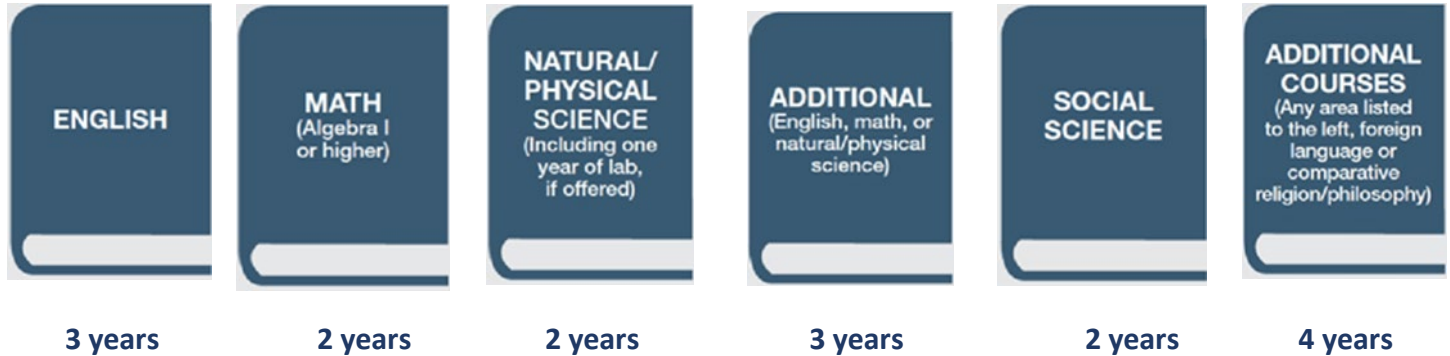 ENGLISH
MATH
(Algebra I
or higher)
NATURAL/
PHYSICAL
SCIENCE
(Including one
year of lab,
if offered)
ADDITIONAL
(English, math, or
natural/physical
science)
SOCIAL
SCIENCE
ADDITIONAL
COURSES
(Any area listed
to the left, foreign
language or
comparative
religion/philosophy)
3 years
2 years
2 years
3 years
2 years
4 years